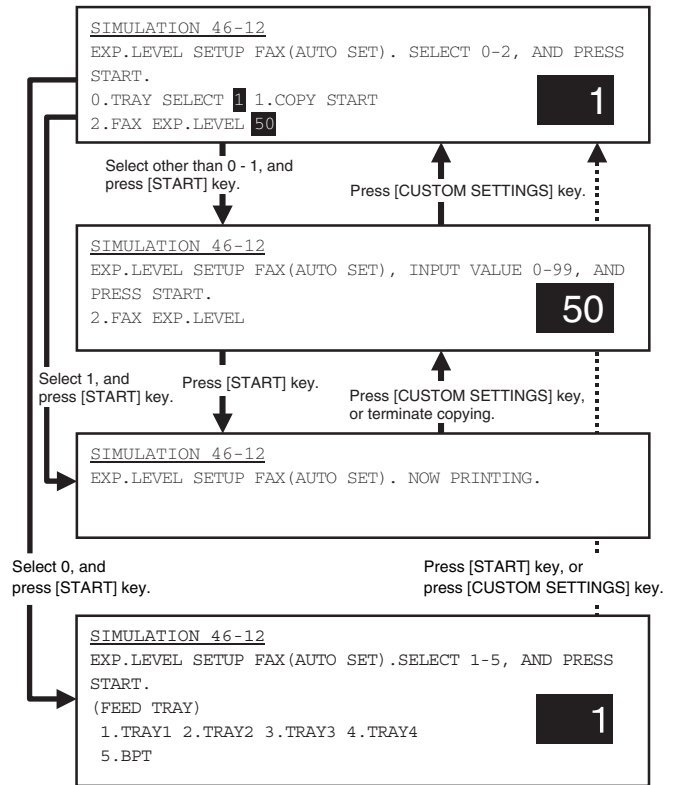 SIMULATION 46-12
EXP.LEVEL SETUP FAX(AUTO SET). SELECT 0-2, AND PRESS
START.
0.TRAY SELECT 1 1.COPY START
2.FAX EXP.LEVEL 50
1
Select other than 0 - 1, and
press [START] key.
Press [CUSTOM SETTINGS] key.
SIMULATION 46-12
EXP.LEVEL SETUP FAX(AUTO SET), INPUT VALUE 0-99, AND
PRESS START.
2.FAX EXP.LEVEL
50
Select 1, and
press [START] key.
Press [START] key.
Press [CUSTOM SETTINGS] key,
or terminate copying.
SIMULATION 46-12
EXP.LEVEL SETUP FAX(AUTO SET). NOW PRINTING.
Select 0, and
press [START] key.
Press [START] key, or
press [CUSTOM SETTINGS] key.
SIMULATION 46-12
EXP.LEVEL SETUP FAX(AUTO SET).SELECT 1-5, AND PRESS
START.
(FEED TRAY)
1.TRAY1 2.TRAY2 3.TRAY3 4.TRAY4
5.BPT
1